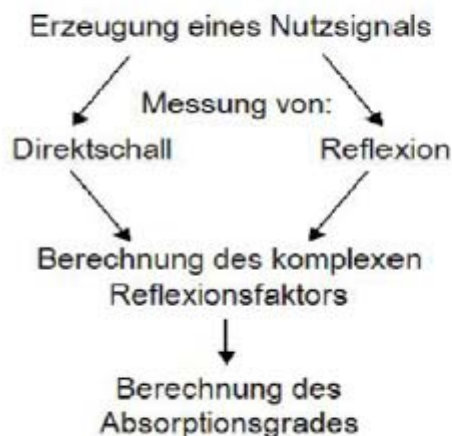 Erzeugung eines Nutzsignals
Messung von:
Direktschall Reflexion
Berechnung des komplexen
Reflexionsfaktors
Berechnung des
Absorptionsgrades